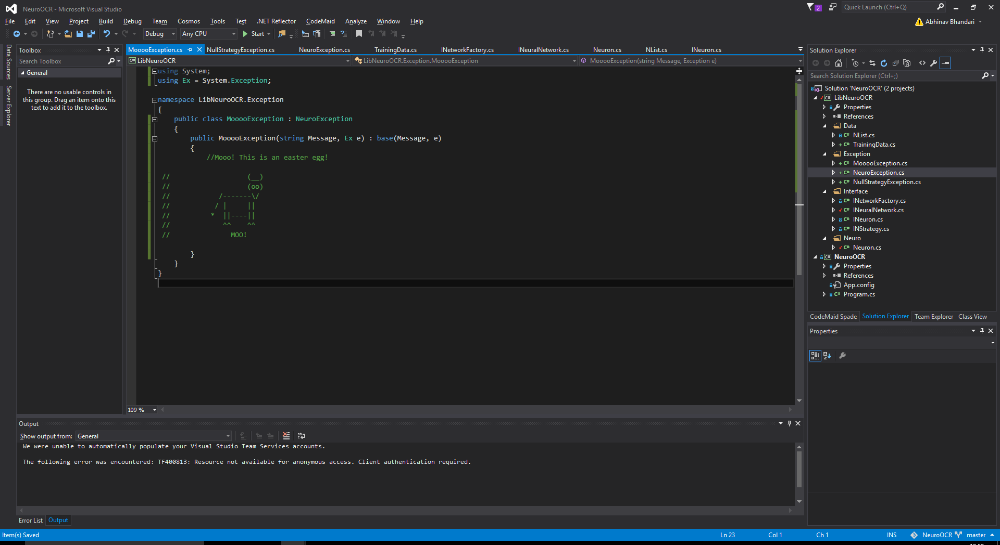 NeuroOCR - Microsoft Visual Studio
2
Quick Launch (Ctrl+Q)
File Edit View Project Build Debug Team Cosmos Tools Test .NET Reflector CodeMaid Analyze Window Help
Abhinav Bhandari
Debug Any CPU Start
Data Sources
Server Explorer
Toolbox
Search Toolbox
General
There are no usable controls in
this group. Drag an item onto this
text to add it to the toolbox.
MooooException.cs NullStrategyException.cs NeuroException.cs TrainingData.cs INetworkFactory.cs INeuralNetwork.cs Neuron.cs NList.cs INeuron.cs
LibNeuroOCR LibNeuroOCR.Exception.MooooException MooooException(string Message, Exception e)
using System;
using Ex = System.Exception;
namespace LibNeuroOCR.Exception
{
public class MooooException : NeuroException
{
public MooooException(string Message, Ex e) : base(Message, e)
{
//Mooo! This is an easter egg!
//                   (__)
//                   (oo)
//            /-------\/
//           / |     ||
//          *  ||----||
//             ^^    ^^
//               MOO!
}
}
}
109 %
Solution Explorer
Search Solution Explorer (Ctrl+;)
Solution 'NeuroOCR' (2 projects)
LibNeuroOCR
Properties
References
Data
C# NList.cs
+ C# TrainingData.cs
Exception
+ C# MooooException.cs
+ C# NeuroException.cs
+ C# NullStrategyException.cs
Interface
C# INetworkFactory.cs
C# INeuralNetwork.cs
C# INeuron.cs
C# INStrategy.cs
Neuro
C# Neuron.cs
NeuroOCR
Properties
References
App.config
C# Program.cs
CodeMaid Spade Solution Explorer Team Explorer Class View
Properties
Output
Show output from: General
We were unable to automatically populate your Visual Studio Team Services accounts.
The following error was encountered: TF400813: Resource not available for anonymous access. Client authentication required.
Error List Output
Item(s) Saved Ln 23 Col 1 Ch 1 INS NeuroOCR master